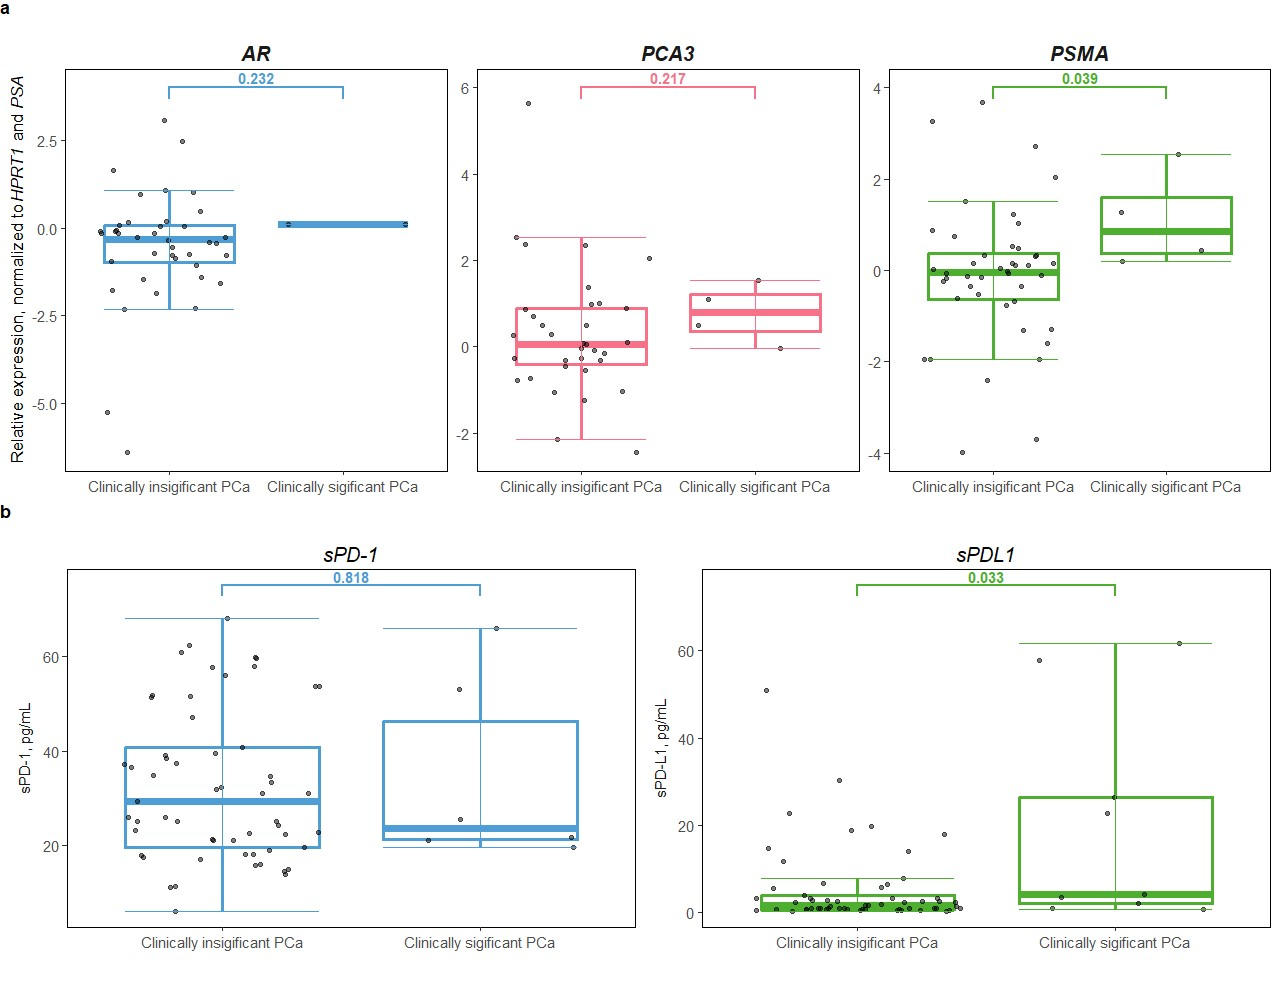 a
AR
PCA3
PSMA
Relative expression, normalized to HPRT1 and PSA
0.232
2.5
0.0
-2.5
-5.0
Clinically insigificant PCa
Clinically sigificant PCa
0.217
6
4
2
0
-2
Clinically insigificant PCa
Clinically sigificant PCa
0.039
4
2
0
-2
-4
Clinically insigificant PCa
Clinically sigificant PCa
b
sPD-1
sPDL1
sPD-1, pg/mL
0.818
60
40
20
Clinically insigificant PCa
Clinically sigificant PCa
sPD-L1, pg/mL
0.033
60
40
20
0
Clinically insigificant PCa
Clinically sigificant PCa